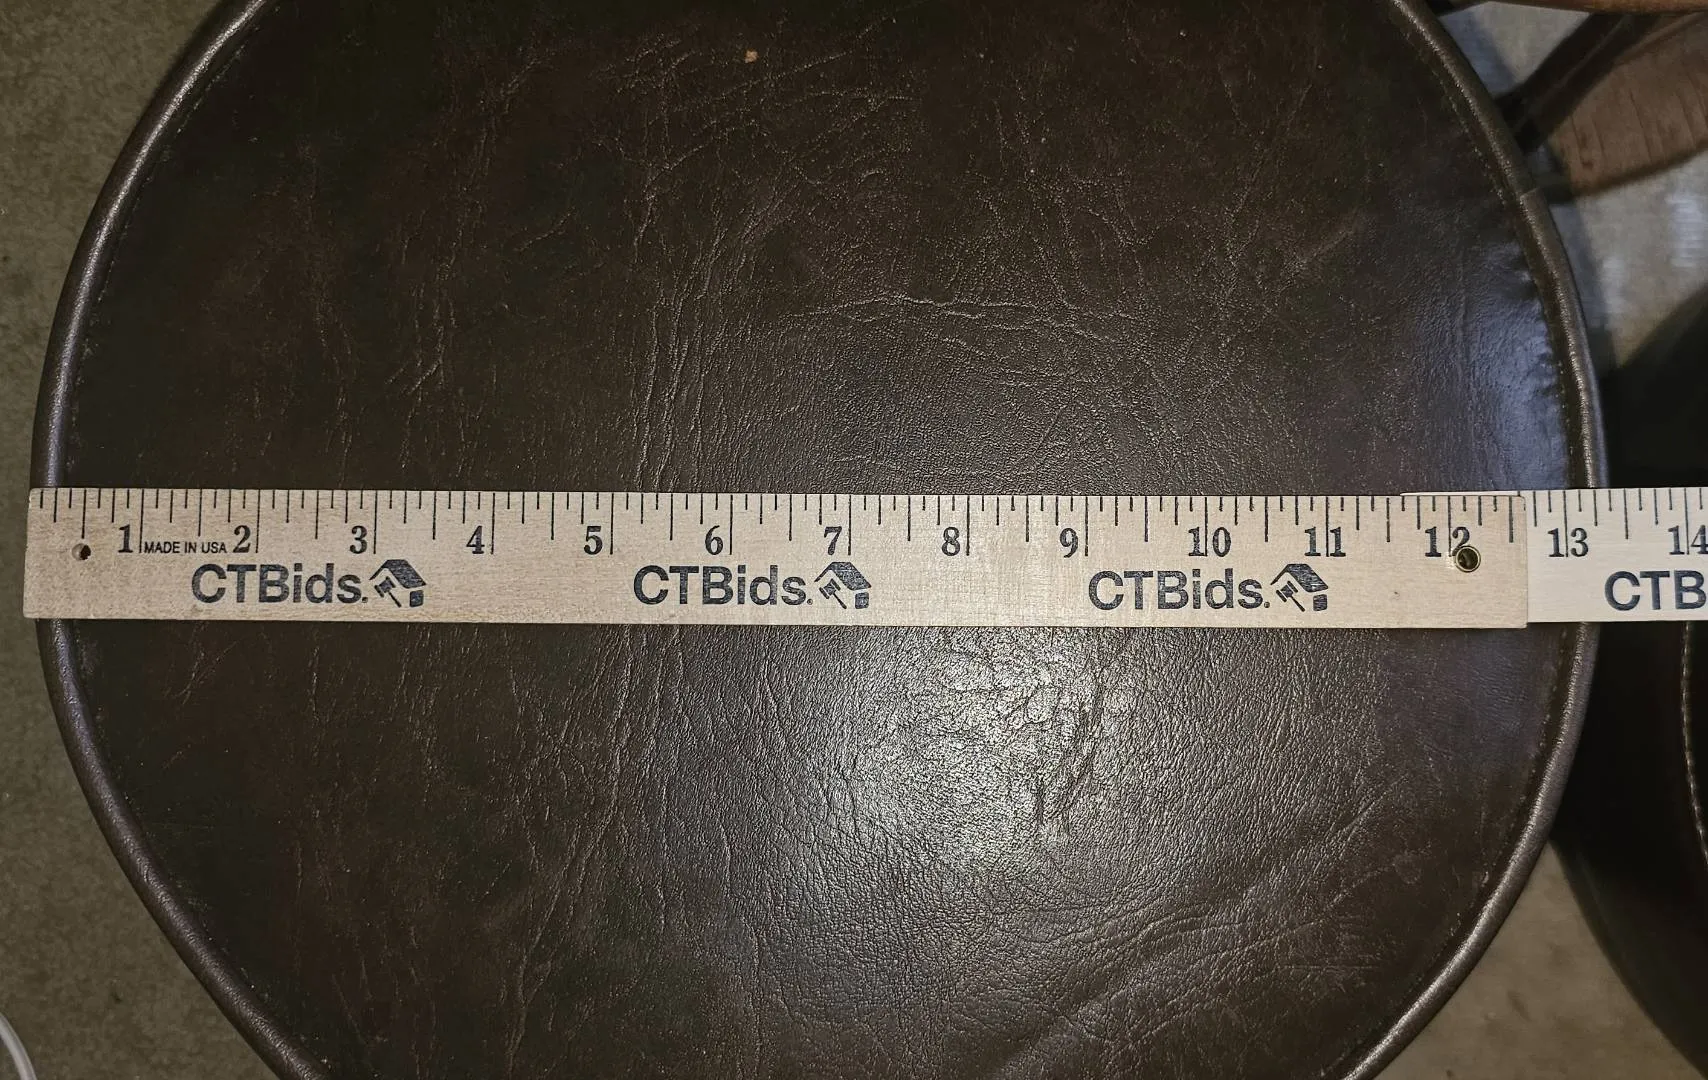 1 2 3 4 5 6 7 8 9 10 11 12 13 14
MADE IN USA
CTBids. CTBids. CTBids. CTB